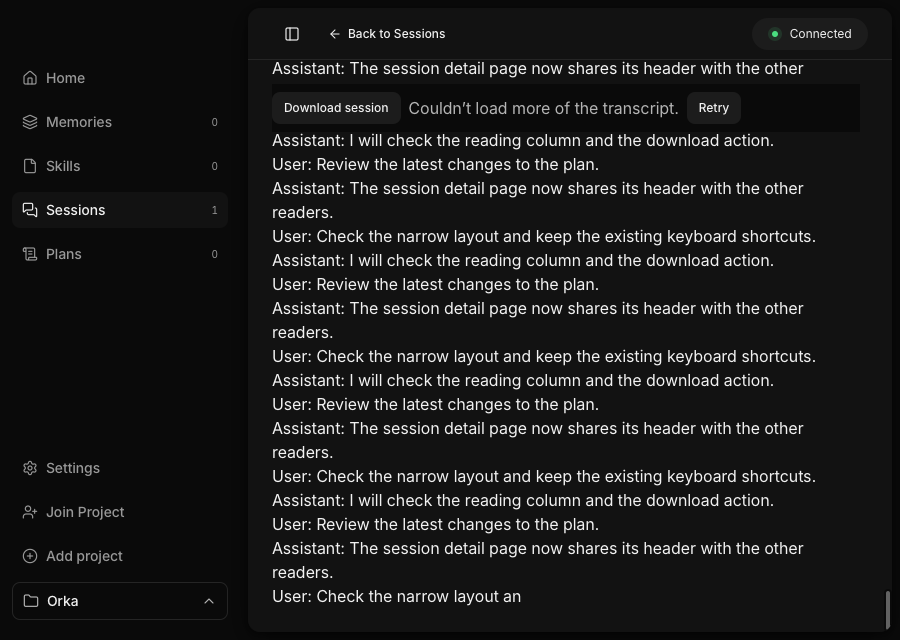 Back to Sessions
Connected
Home
Memories 0
Skills 0
Sessions 1
Plans 0
Settings
Join Project
Add project
Orka
Assistant: The session detail page now shares its header with the other
Download session Couldn’t load more of the transcript. Retry
Assistant: I will check the reading column and the download action.
User: Review the latest changes to the plan.
Assistant: The session detail page now shares its header with the other
readers.
User: Check the narrow layout and keep the existing keyboard shortcuts.
Assistant: I will check the reading column and the download action.
User: Review the latest changes to the plan.
Assistant: The session detail page now shares its header with the other
readers.
User: Check the narrow layout and keep the existing keyboard shortcuts.
Assistant: I will check the reading column and the download action.
User: Review the latest changes to the plan.
Assistant: The session detail page now shares its header with the other
readers.
User: Check the narrow layout and keep the existing keyboard shortcuts.
Assistant: I will check the reading column and the download action.
User: Review the latest changes to the plan.
Assistant: The session detail page now shares its header with the other
readers.
User: Check the narrow layout an